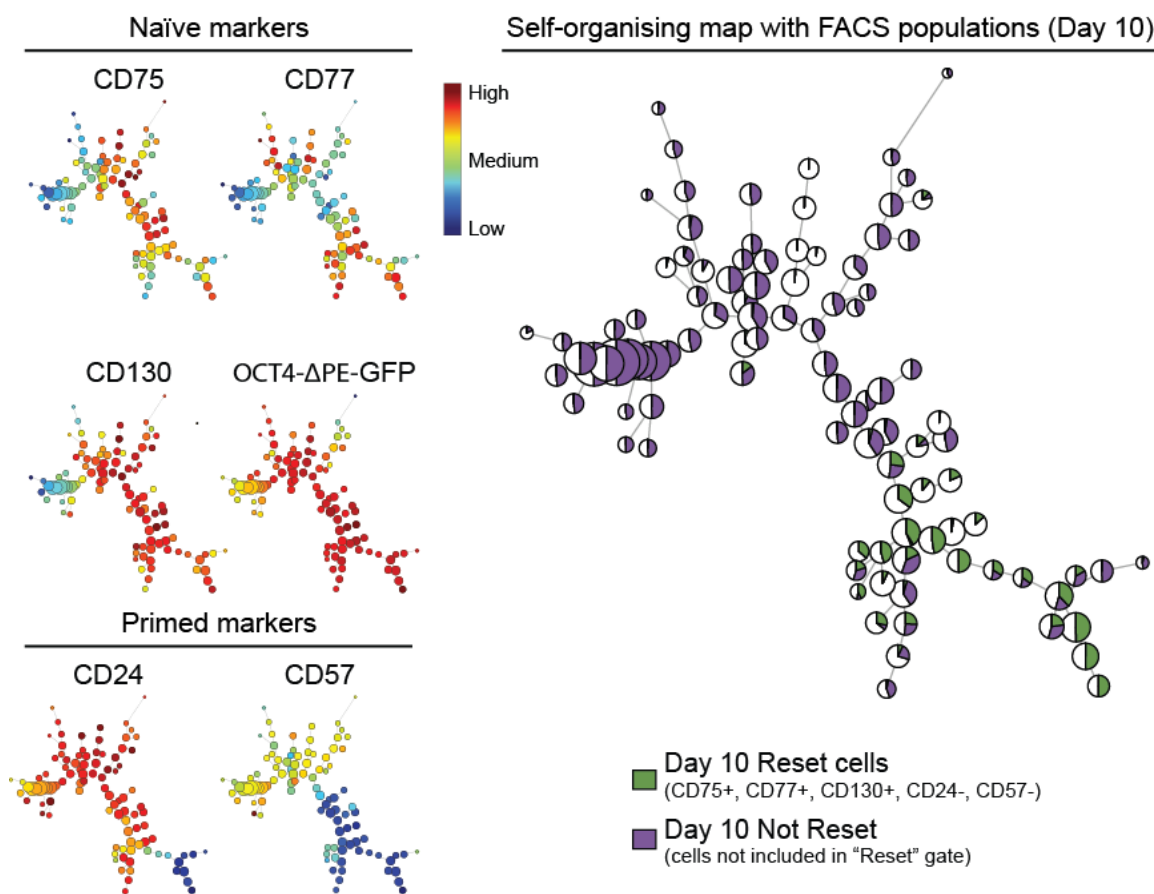 Naïve markers
CD75
CD77
High
Medium
Low
CD130
OCT4-ΔPE-GFP
Primed markers
CD24
CD57
Self-organising map with FACS populations (Day 10)
Day 10 Reset cells
(CD75+, CD77+, CD130+, CD24-, CD57-)
Day 10 Not Reset
(cells not included in “Reset” gate)